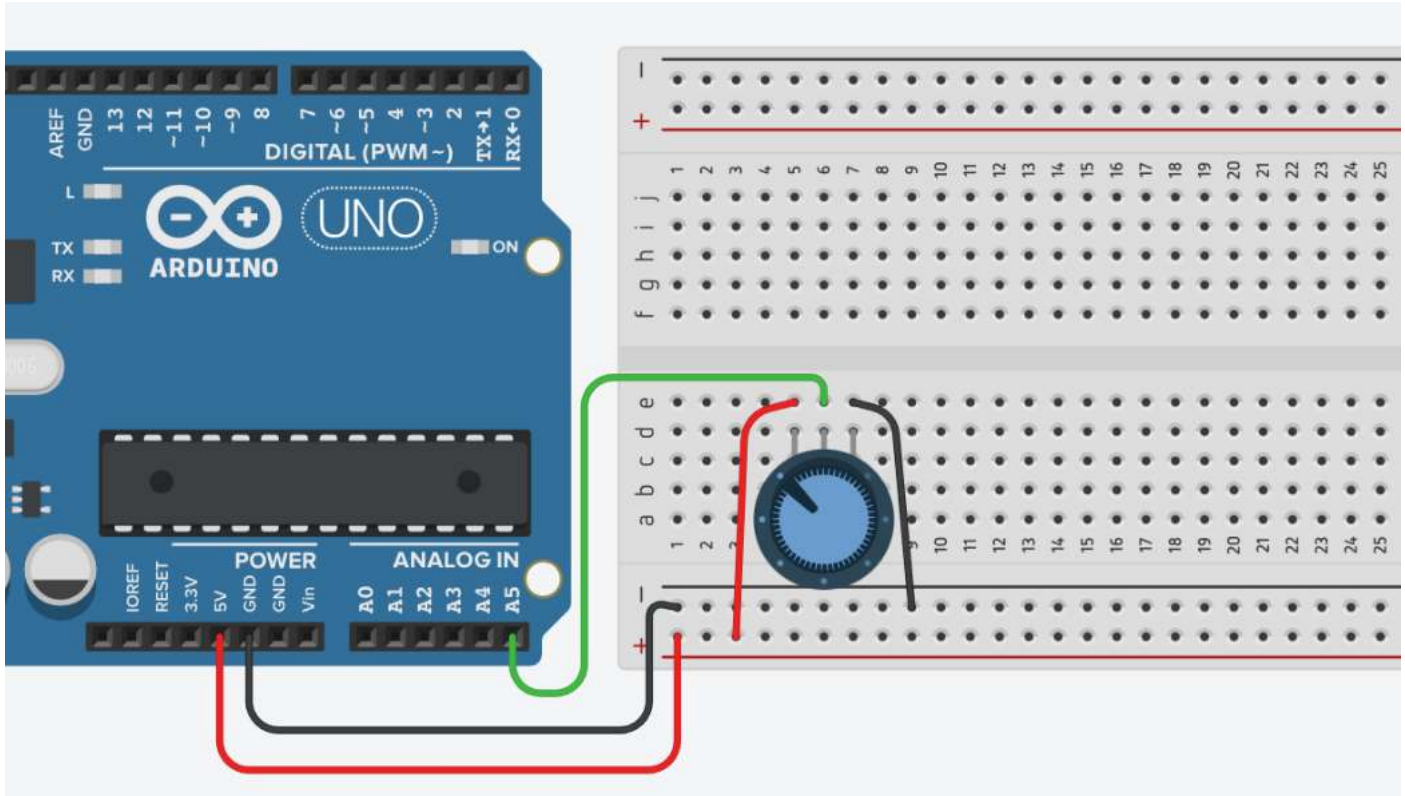 AREF
GND
13
12
~11
~10
~9
8
7
~6
~5
4
~3
2
TX→1
RX←0
DIGITAL (PWM~)
L
TX
RX
ARDUINO
UNO
ON
POWER
ANALOG IN
IOREF
RESET
3.3V
5V
GND
GND
Vin
A0
A1
A2
A3
A4
A5
−
+
1 2 3 4 5 6 7 8 9 10 11 12 13 14 15 16 17 18 19 20 21 22 23 24 25
j
i
h
g
f
e
d
c
b
a
1 2 3 9 10 11 12 13 14 15 16 17 18 19 20 21 22 23 24 25
−
+